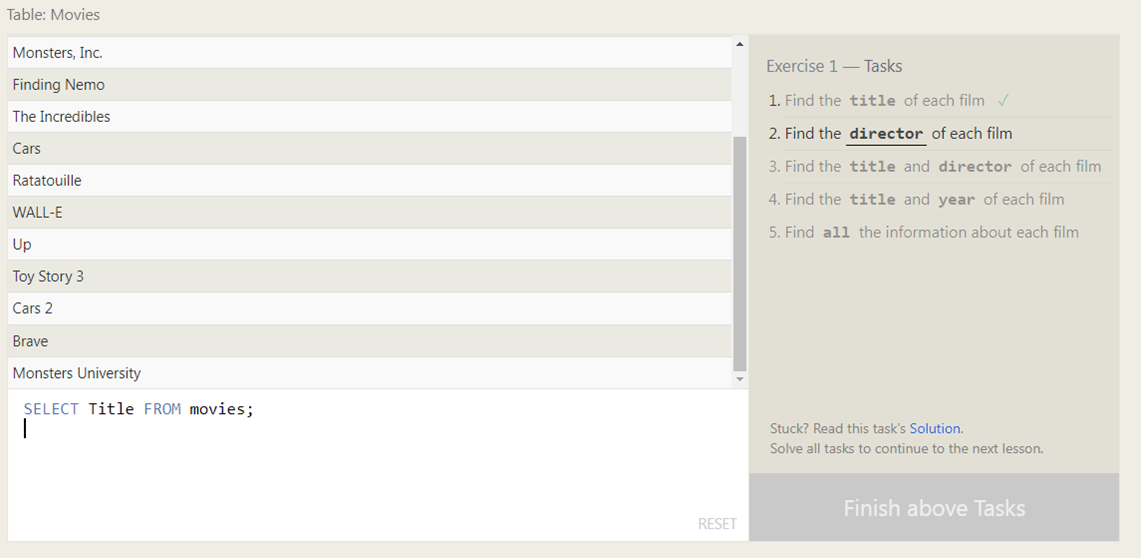 Table: Movies
Monsters, Inc.
Finding Nemo
The Incredibles
Cars
Ratatouille
WALL-E
Up
Toy Story 3
Cars 2
Brave
Monsters University
SELECT Title FROM movies;
RESET
Exercise 1 — Tasks
1. Find the title of each film ✓
2. Find the director of each film
3. Find the title and director of each film
4. Find the title and year of each film
5. Find all the information about each film
Stuck? Read this task's Solution.
Solve all tasks to continue to the next lesson.
Finish above Tasks